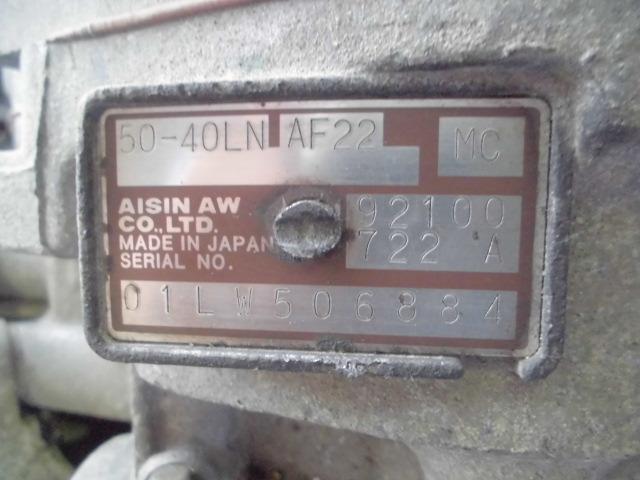 50-40LN AF22 MC
AISIN AW
CO.,LTD.
MADE IN JAPAN
SERIAL NO.
92100
722 A
01LW506884